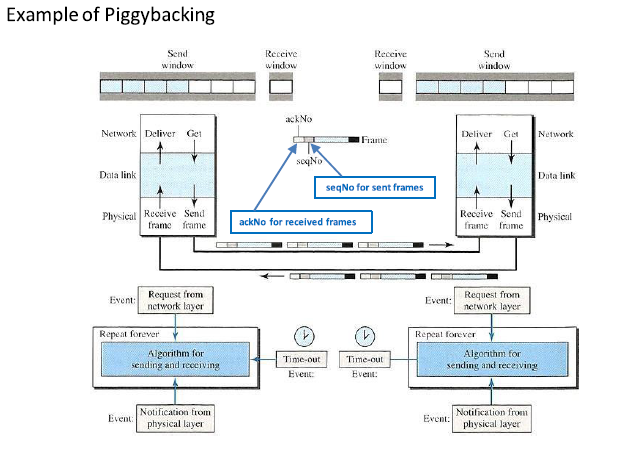 Example of Piggybacking
Send window
Receive window
Receive window
Send window
ackNo
Frame
seqNo
seqNo for sent frames
ackNo for received frames
Network
Deliver
Get
Data link
Physical
Receive frame
Send frame
Deliver
Get
Network
Data link
Receive frame
Send frame
Physical
Event:
Request from network layer
Repeat forever
Algorithm for sending and receiving
Time-out
Event:
Event:
Notification from physical layer
Event:
Request from network layer
Repeat forever
Time-out
Event:
Algorithm for sending and receiving
Event:
Notification from physical layer